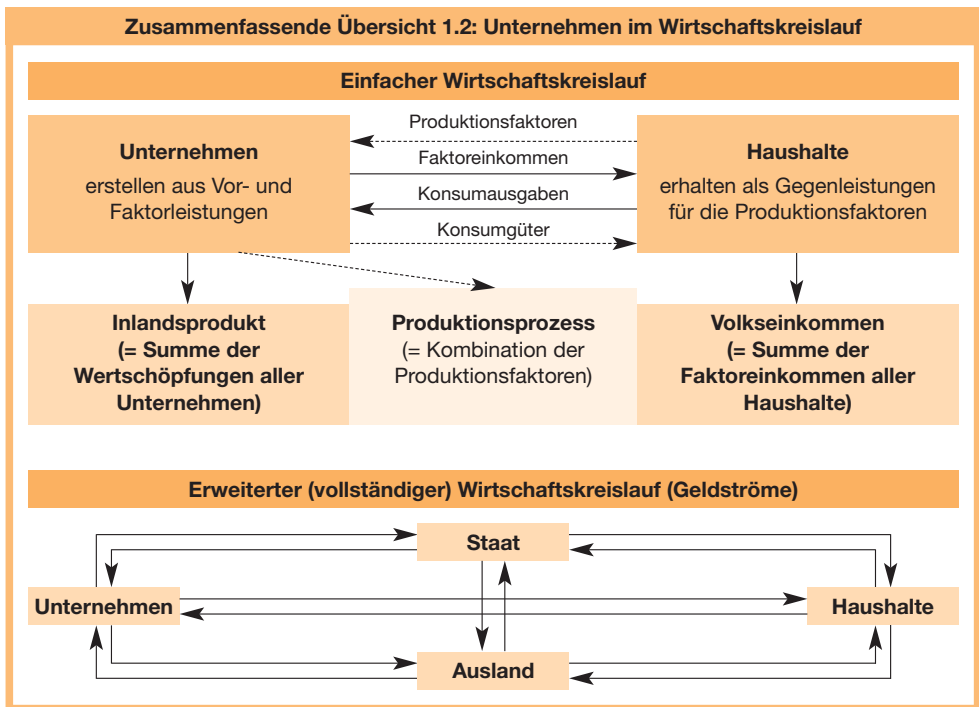 Zusammenfassende Übersicht 1.2: Unternehmen im Wirtschaftskreislauf
Einfacher Wirtschaftskreislauf
Unternehmen
erstellen aus Vor- und
Faktorleistungen
Produktionsfaktoren
Faktoreinkommen
Konsumausgaben
Konsumgüter
Haushalte
erhalten als Gegenleistungen
für die Produktionsfaktoren
Inlandsprodukt
(= Summe der
Wertschöpfungen aller
Unternehmen)
Produktionsprozess
(= Kombination der
Produktionsfaktoren)
Volkseinkommen
(= Summe der
Faktoreinkommen aller
Haushalte)
Erweiterter (vollständiger) Wirtschaftskreislauf (Geldströme)
Staat
Unternehmen
Haushalte
Ausland